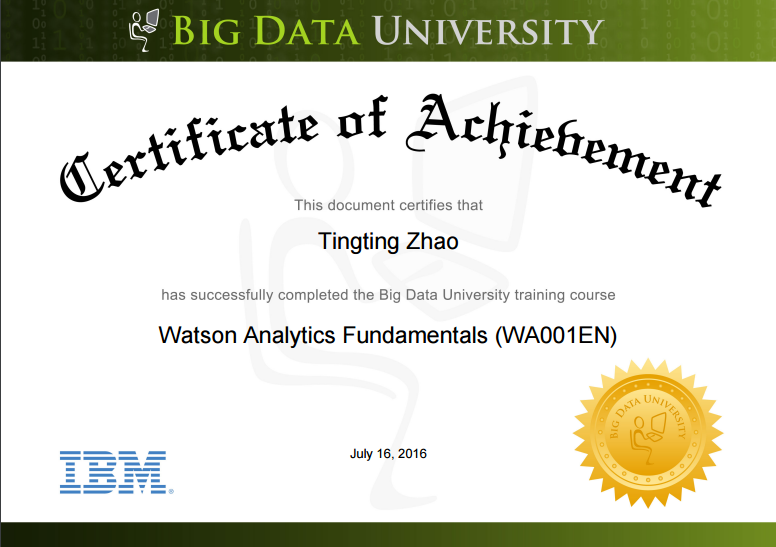 BIG DATA UNIVERSITY
Certificate of Achievement
This document certifies that
Tingting Zhao
has successfully completed the Big Data University training course
Watson Analytics Fundamentals (WA001EN)
BIG DATA UNIVERSITY
July 16, 2016
IBM®